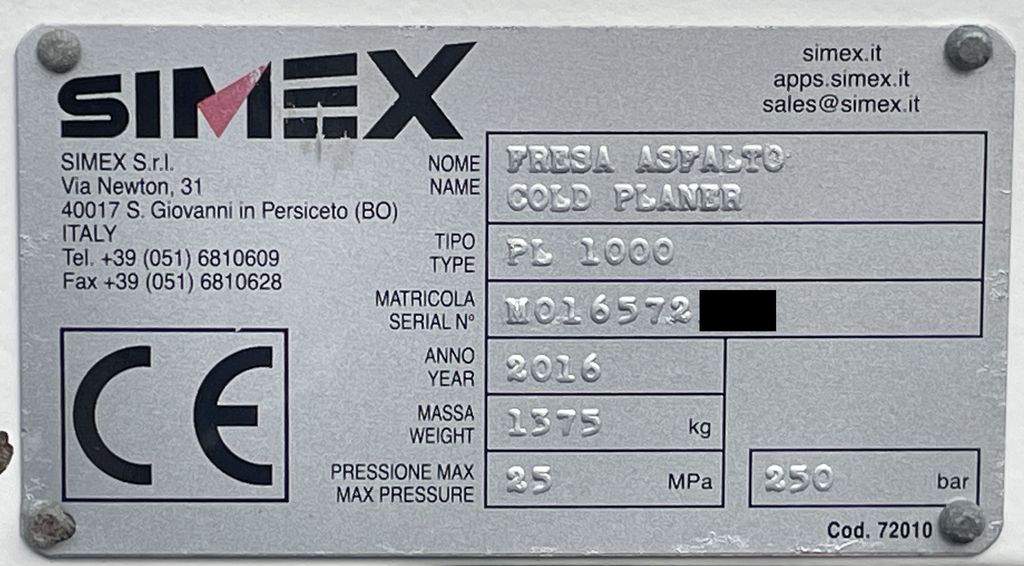 SIMEX
simex.it
apps.simex.it
sales@simex.it
SIMEX S.r.l.
Via Newton, 31
40017 S. Giovanni in Persiceto (BO)
ITALY
Tel. +39 (051) 6810609
Fax +39 (051) 6810628
CE
NOME FRESA ASFALTO
NAME COLD PLANER
TIPO
TYPE
PL 1000
MATRICOLA
SERIAL N°
M016572
ANNO
YEAR
2016
MASSA
WEIGHT
1375 kg
PRESSIONE MAX
MAX PRESSURE
25 MPa 250 bar
Cod. 72010